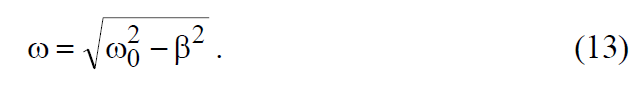 ω = √ω₀² − β² . (13)